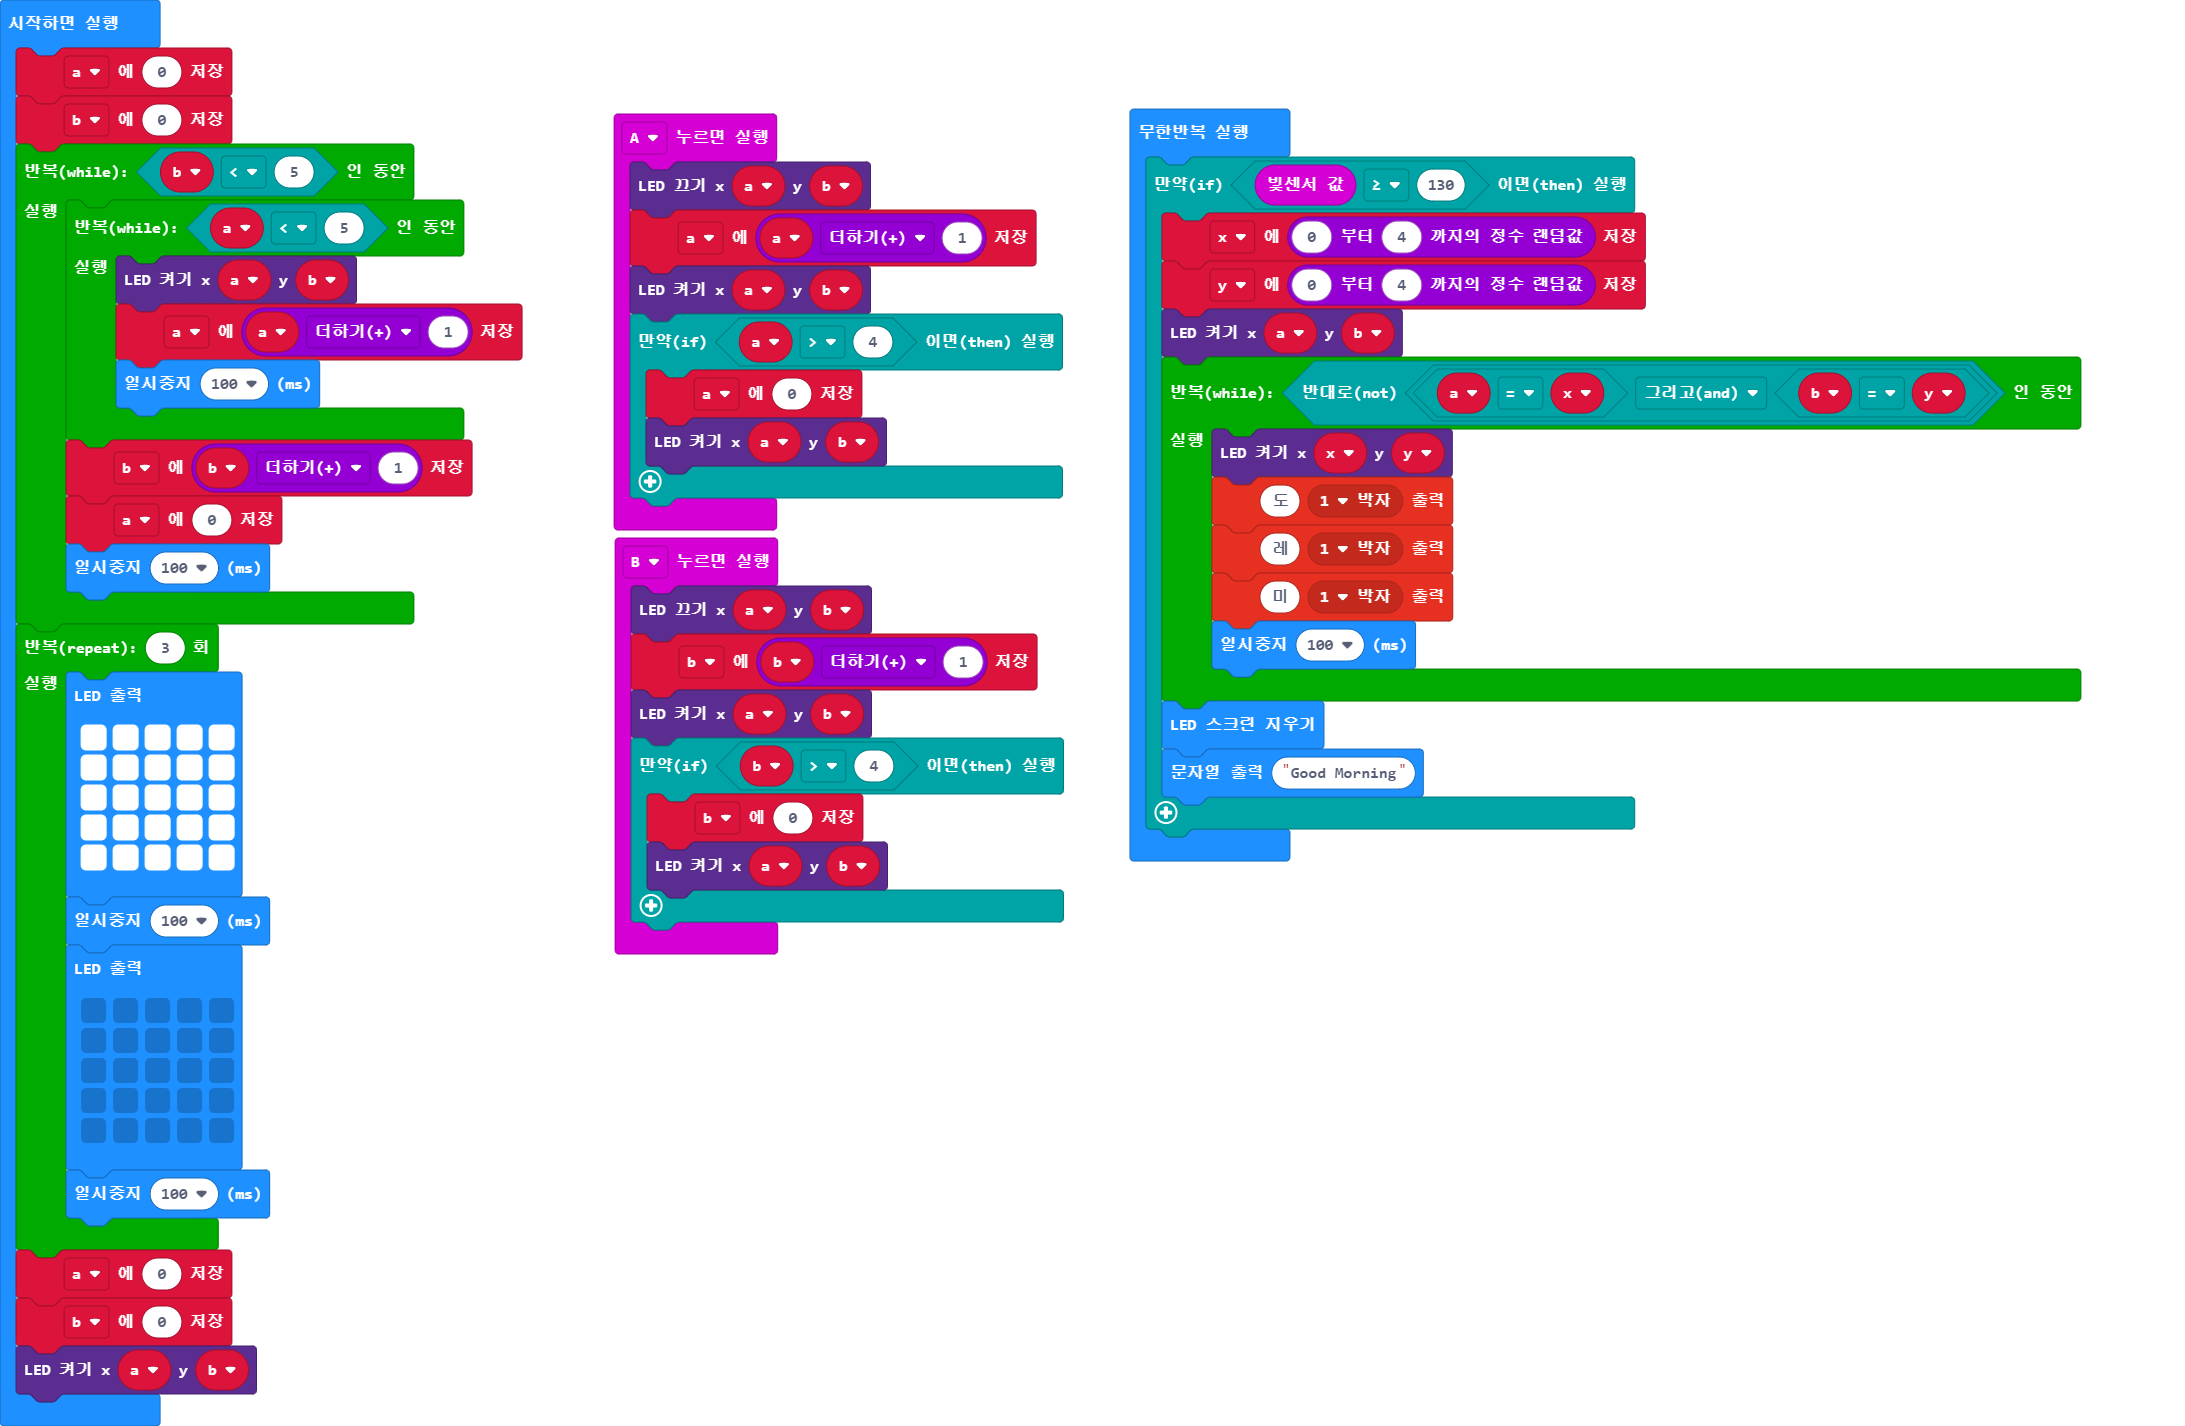 시작하면 실행
a 에 0 저장
b 에 0 저장
반복(while): b < 5 인 동안
실행
반복(while): a < 5 인 동안
실행
LED 켜기 x a y b
a 에 a 더하기(+) 1 저장
일시중지 100 (ms)
b 에 b 더하기(+) 1 저장
a 에 0 저장
일시중지 100 (ms)
반복(repeat): 3 회
실행
LED 출력
일시중지 100 (ms)
LED 출력
일시중지 100 (ms)
a 에 0 저장
b 에 0 저장
LED 켜기 x a y b
A 누르면 실행
LED 끄기 x a y b
a 에 a 더하기(+) 1 저장
LED 켜기 x a y b
만약(if) a > 4 이면(then) 실행
a 에 0 저장
LED 켜기 x a y b
B 누르면 실행
LED 끄기 x a y b
b 에 b 더하기(+) 1 저장
LED 켜기 x a y b
만약(if) b > 4 이면(then) 실행
b 에 0 저장
LED 켜기 x a y b
무한반복 실행
만약(if) 빛센서 값 ≥ 130 이면(then) 실행
x 에 0 부터 4 까지의 정수 랜덤값 저장
y 에 0 부터 4 까지의 정수 랜덤값 저장
LED 켜기 x a y b
반복(while): 반대로(not) a = x 그리고(and) b = y 인 동안
실행
LED 켜기 x x y y
도 1 박자 출력
레 1 박자 출력
미 1 박자 출력
일시중지 100 (ms)
LED 스크린 지우기
문자열 출력 "Good Morning"